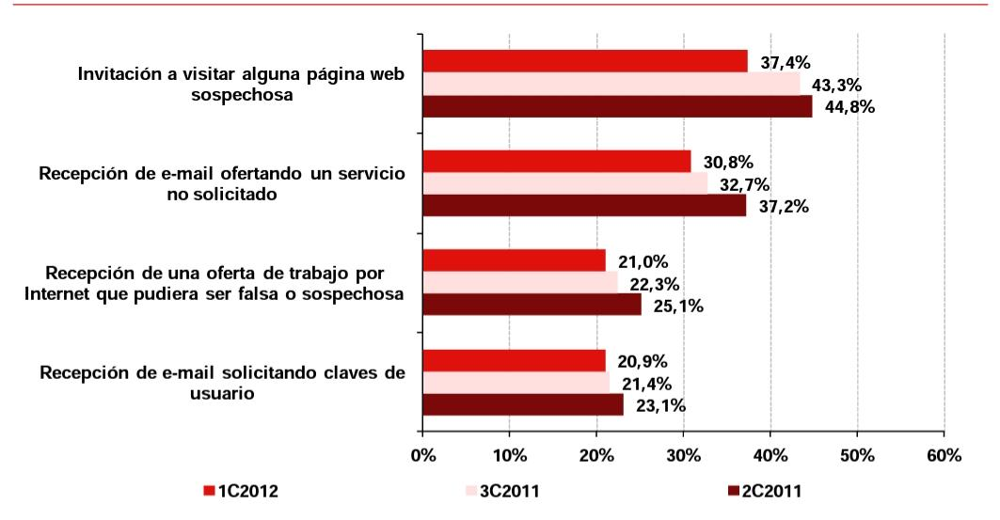 Invitación a visitar alguna página web
sospechosa
37,4%
43,3%
44,8%
Recepción de e-mail ofertando un servicio
no solicitado
30,8%
32,7%
37,2%
Recepción de una oferta de trabajo por
Internet que pudiera ser falsa o sospechosa
21,0%
22,3%
25,1%
Recepción de e-mail solicitando claves de
usuario
20,9%
21,4%
23,1%
0% 10% 20% 30% 40% 50% 60%
1C2012 3C2011 2C2011